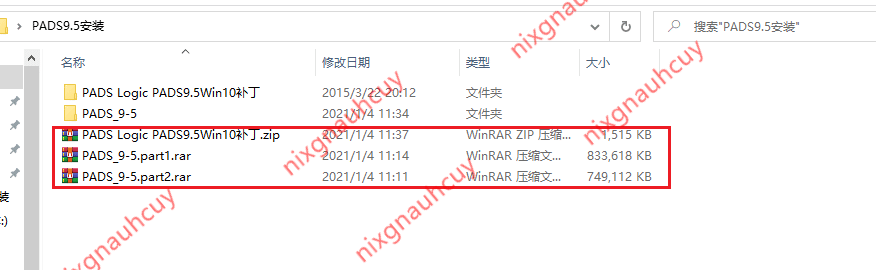 PADS9.5安装
搜索"PADS9.5安装"
名称 修改日期 类型 大小
PADS Logic PADS9.5Win10补丁 2015/3/22 20:12 文件夹
PADS_9-5 2021/1/4 11:34 文件夹
PADS Logic PADS9.5Win10补丁.zip 2021/1/4 11:37 WinRAR ZIP 压缩... 1,515 KB
PADS_9-5.part1.rar 2021/1/4 11:14 WinRAR 压缩文... 833,618 KB
PADS_9-5.part2.rar 2021/1/4 11:11 WinRAR 压缩文... 749,112 KB
装
:)
nixgnauhcuy
nixgnauhcuy
nixgnauhcuy
nixgnauhcuy
nixgnauhcuy